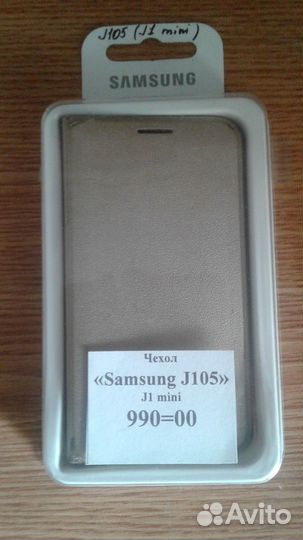 J105 (J1 mini)
SAMSUNG
Чехол
«Samsung J105»
J1 mini
990=00
Avito